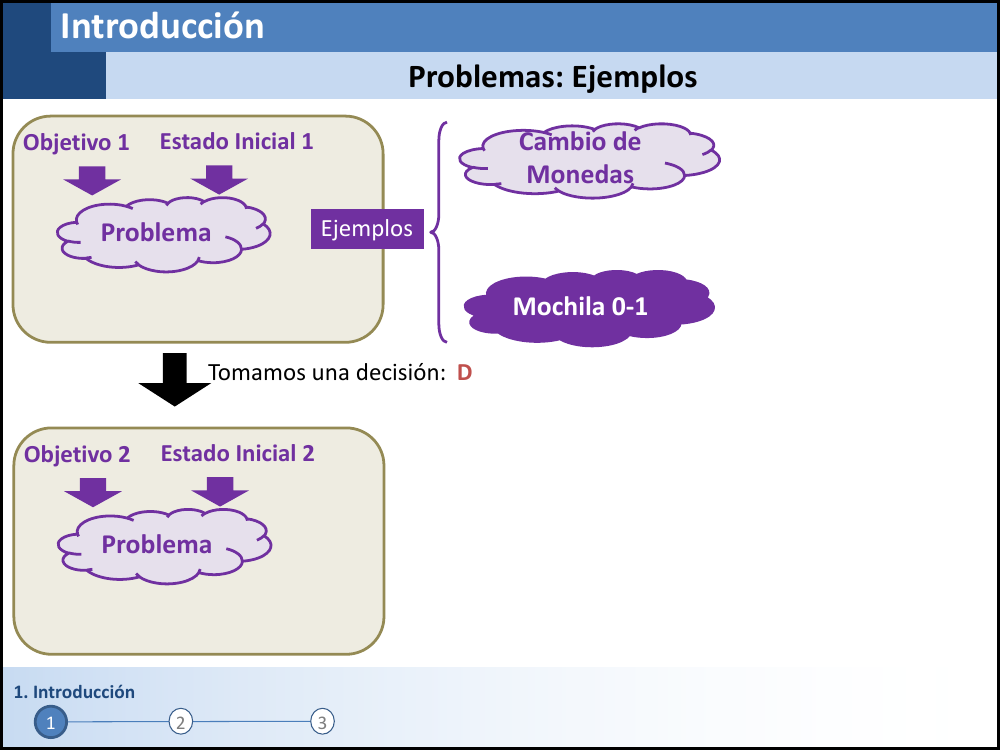 Introducción
Problemas: Ejemplos
Objetivo 1
Estado Inicial 1
Problema
Ejemplos
Cambio de
Monedas
Mochila 0-1
Tomamos una decisión: D
Objetivo 2
Estado Inicial 2
Problema
1. Introducción
1
2
3